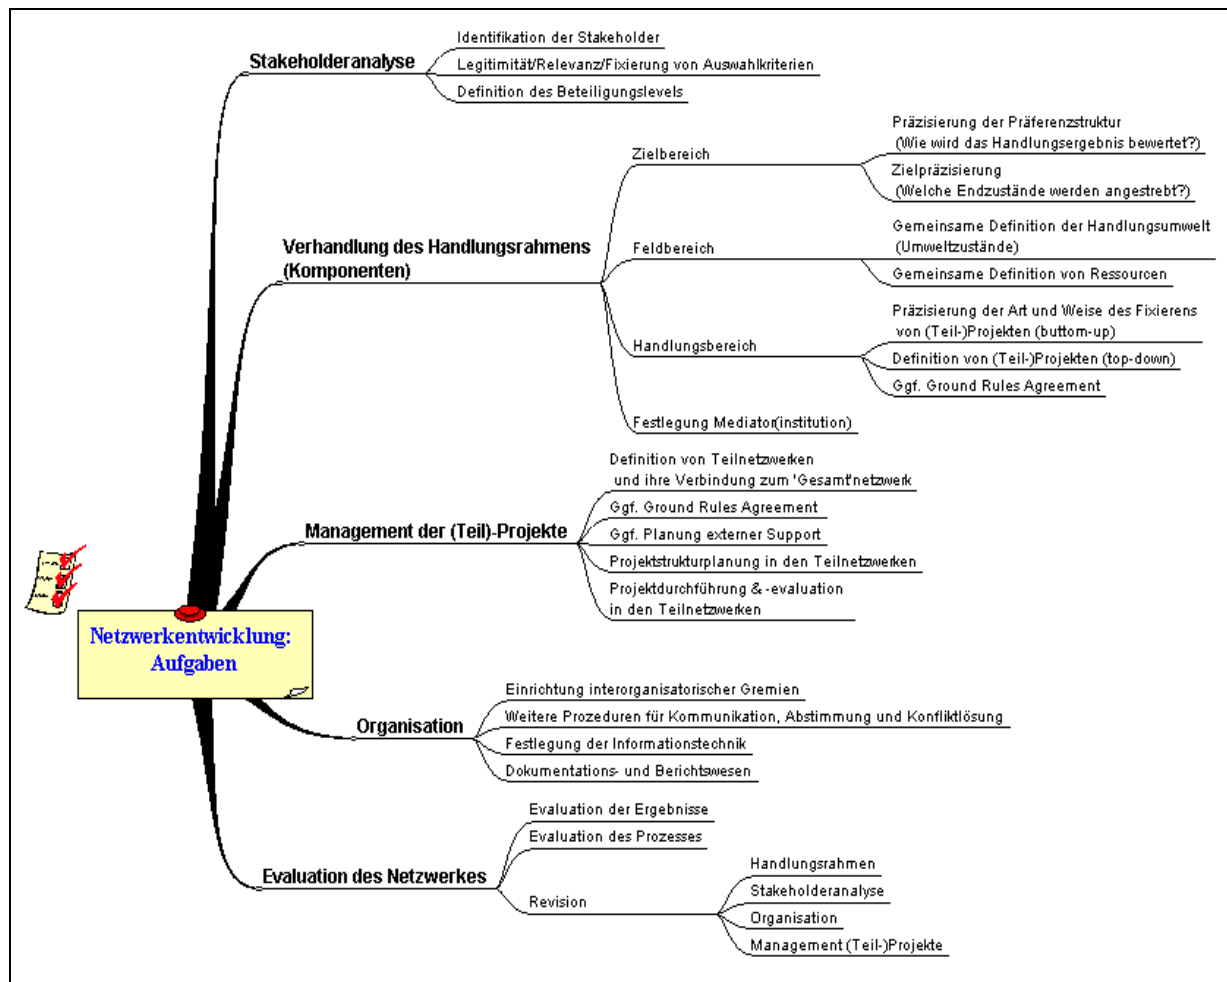 Stakeholderanalyse
Identifikation der Stakeholder
Legitimität/Relevanz/Fixierung von Auswahlkriterien
Definition des Beteiligungslevels
Verhandlung des Handlungsrahmens
(Komponenten)
Zielbereich
Präzisierung der Präferenzstruktur
(Wie wird das Handlungsergebnis bewertet?)
Zielpräzisierung
(Welche Endzustände werden angestrebt?)
Feldbereich
Gemeinsame Definition der Handlungsumwelt
(Umweltzustände)
Gemeinsame Definition von Ressourcen
Handlungsbereich
Präzisierung der Art und Weise des Fixierens
von (Teil-)Projekten (buttom-up)
Definition von (Teil-)Projekten (top-down)
Ggf. Ground Rules Agreement
Festlegung Mediator(institution)
Management der (Teil)-Projekte
Definition von Teilnetzwerken
und ihre Verbindung zum 'Gesamt'netzwerk
Ggf. Ground Rules Agreement
Ggf. Planung externer Support
Projektstrukturplanung in den Teilnetzwerken
Projektdurchführung & -evaluation
in den Teilnetzwerken
Netzwerkentwicklung:
Aufgaben
Organisation
Einrichtung interorganisatorischer Gremien
Weitere Prozeduren für Kommunikation, Abstimmung und Konfliktlösung
Festlegung der Informationstechnik
Dokumentations- und Berichtswesen
Evaluation des Netzwerkes
Evaluation der Ergebnisse
Evaluation des Prozesses
Revision
Handlungsrahmen
Stakeholderanalyse
Organisation
Management (Teil-)Projekte